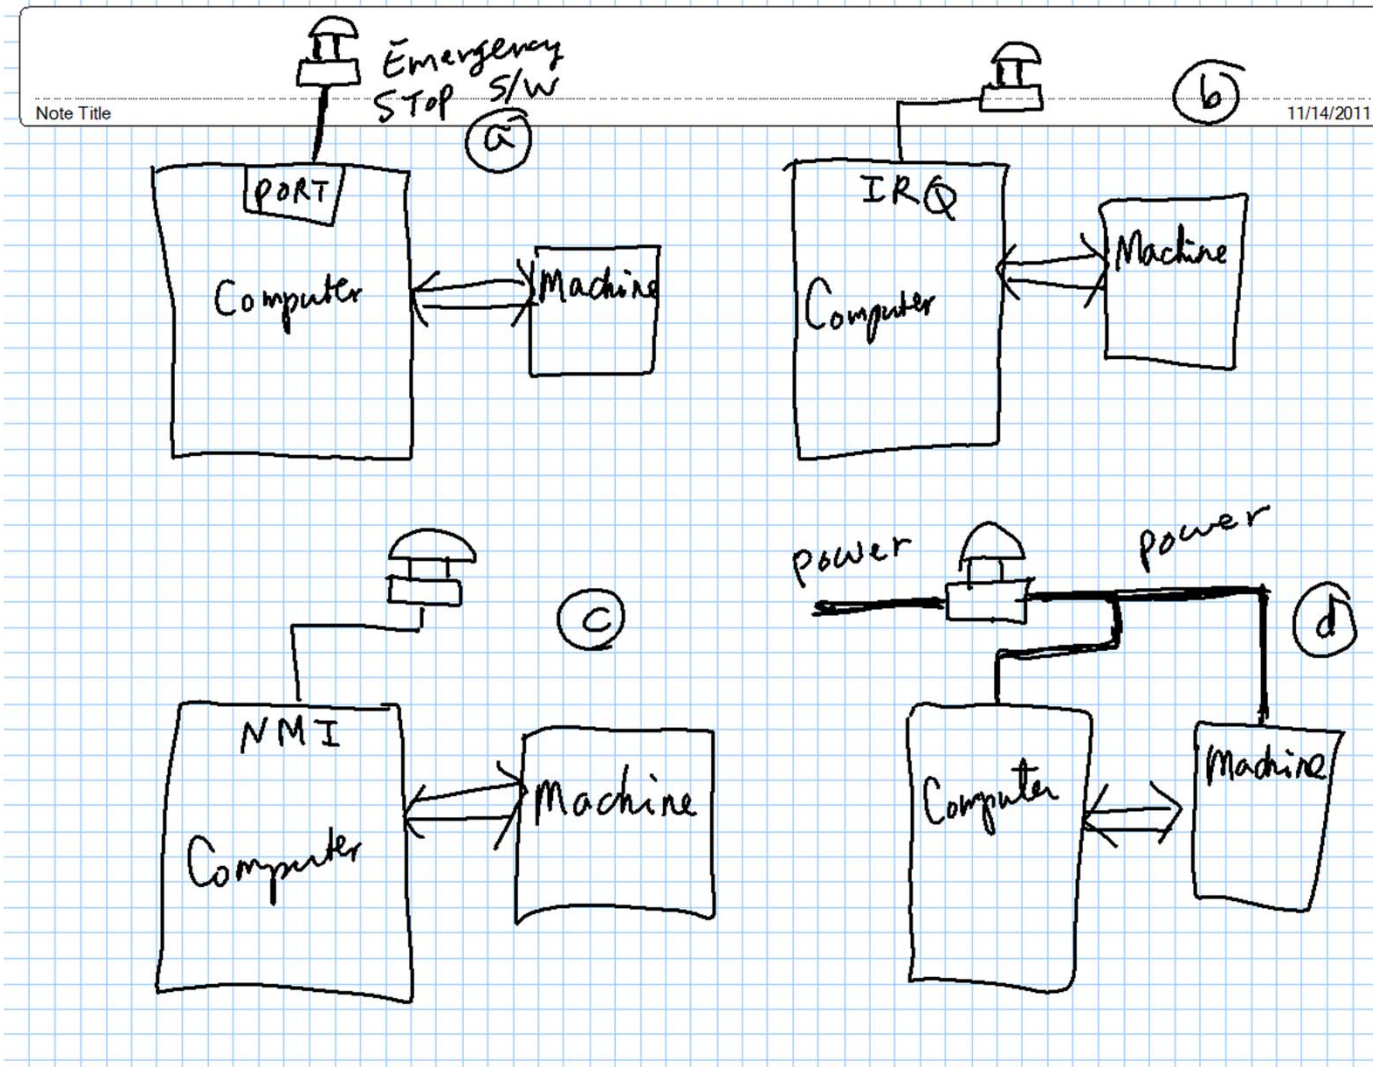 Emergency
STOP S/W
Note Title
11/14/2011
a
b
PORT
Computer
Machine
IRQ
Computer
Machine
c
NMI
Computer
Machine
power
power
d
Computer
Machine